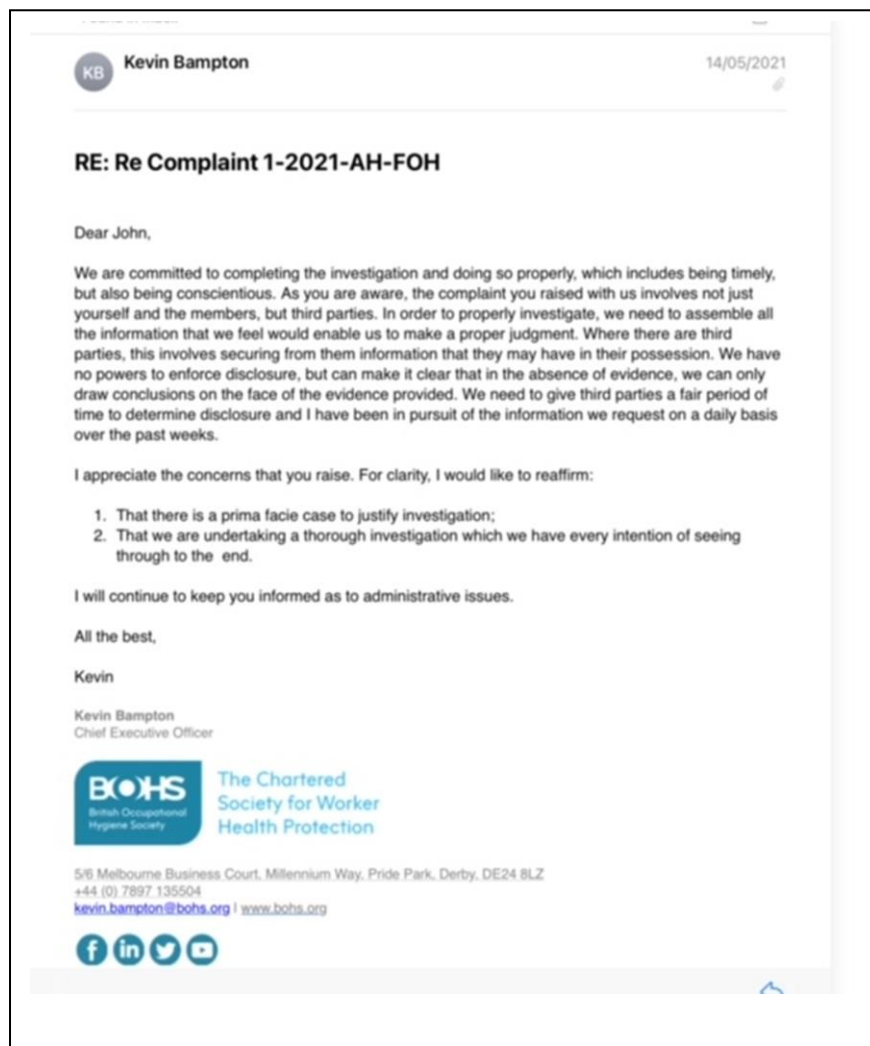 KB
Kevin Bampton
14/05/2021
RE: Re Complaint 1-2021-AH-FOH
Dear John,
We are committed to completing the investigation and doing so properly, which includes being timely,
but also being conscientious. As you are aware, the complaint you raised with us involves not just
yourself and the members, but third parties. In order to properly investigate, we need to assemble all
the information that we feel would enable us to make a proper judgment. Where there are third
parties, this involves securing from them information that they may have in their possession. We have
no powers to enforce disclosure, but can make it clear that in the absence of evidence, we can only
draw conclusions on the face of the evidence provided. We need to give third parties a fair period of
time to determine disclosure and I have been in pursuit of the information we request on a daily basis
over the past weeks.
I appreciate the concerns that you raise. For clarity, I would like to reaffirm:
1. That there is a prima facie case to justify investigation;
2. That we are undertaking a thorough investigation which we have every intention of seeing
through to the end.
I will continue to keep you informed as to administrative issues.
All the best,
Kevin
Kevin Bampton
Chief Executive Officer
BOHS
British Occupational
Hygiene Society
The Chartered
Society for Worker
Health Protection
5/6 Melbourne Business Court, Millennium Way, Pride Park, Derby, DE24 8LZ
+44 (0) 7897 135504
kevin.bampton@bohs.org | www.bohs.org